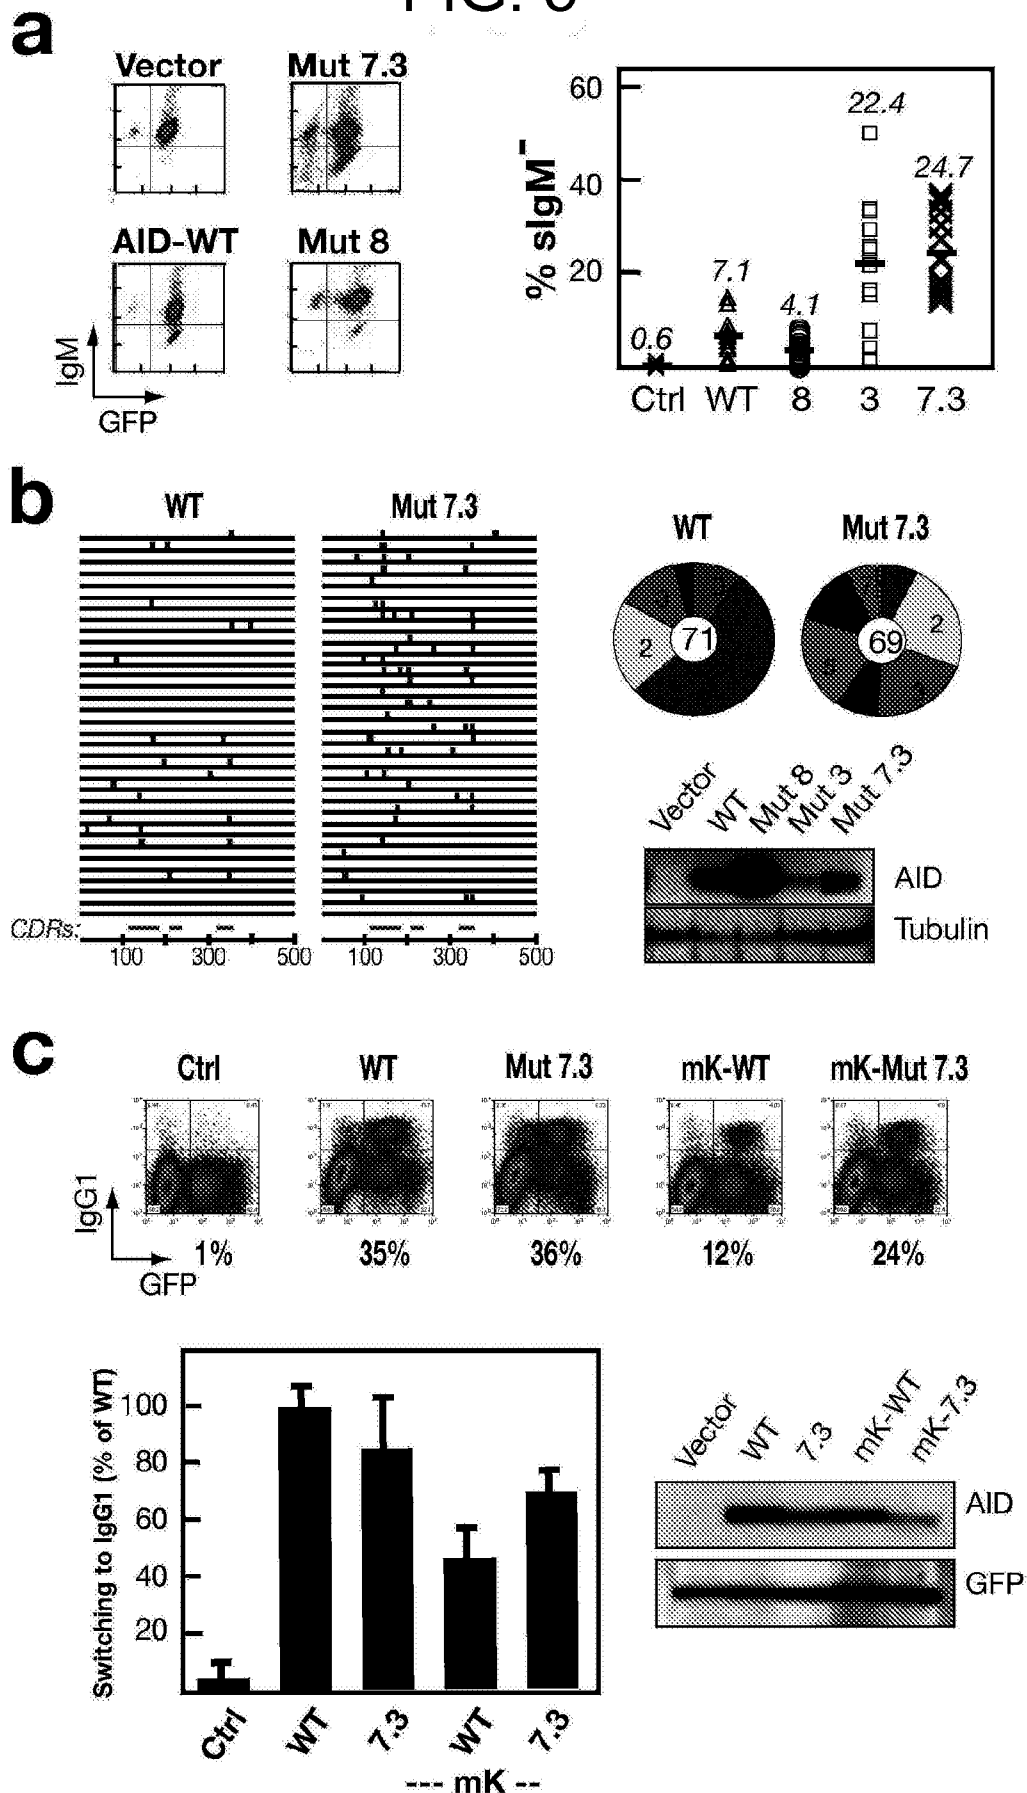 FIG. 6
a
Vector
Mut 7.3
AID-WT
Mut 8
IgM
GFP
% sIgM-
60
40
20
0.6
7.1
4.1
22.4
24.7
Ctrl WT 8 3 7.3
b
WT
Mut 7.3
CDRs:
100 300 500
100 300 500
WT
Mut 7.3
2
71
2
69
Vector
WT
Mut 8
Mut 3
Mut 7.3
AID
Tubulin
c
Ctrl
WT
Mut 7.3
mK-WT
mK-Mut 7.3
IgG1
GFP
1% 35% 36% 12% 24%
Switching to IgG1 (% of WT)
100
80
60
40
20
Ctrl
WT
7.3
WT
7.3
--- mK --
Vector
WT
7.3
mK-WT
mK-7.3
AID
GFP